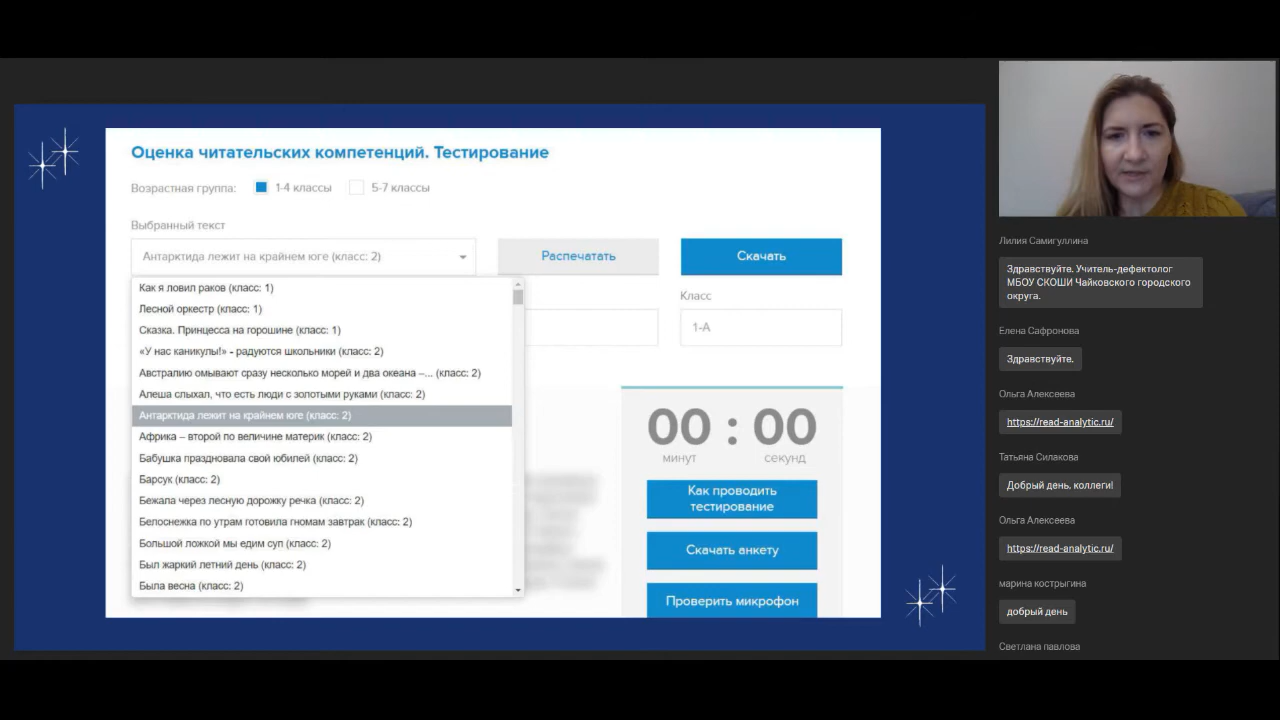 Оценка читательских компетенций. Тестирование
Возрастная группа: 1-4 классы 5-7 классы
Выбранный текст
Антарктида лежит на крайнем юге (класс: 2)
Распечатать
Скачать
Как я ловил раков (класс: 1)
Лесной оркестр (класс: 1)
Сказка. Принцесса на горошине (класс: 1)
«У нас каникулы!» - радуются школьники (класс: 2)
Австралию омывают сразу несколько морей и два океана –... (класс: 2)
Алеша слыхал, что есть люди с золотыми руками (класс: 2)
Антарктида лежит на крайнем юге (класс: 2)
Африка – второй по величине материк (класс: 2)
Бабушка праздновала свой юбилей (класс: 2)
Барсук (класс: 2)
Бежала через лесную дорожку речка (класс: 2)
Белоснежка по утрам готовила гномам завтрак (класс: 2)
Большой ложкой мы едим суп (класс: 2)
Был жаркий летний день (класс: 2)
Была весна (класс: 2)
Класс
1-А
00 : 00
минут секунд
Как проводить
тестирование
Скачать анкету
Проверить микрофон
Лилия Самигуллина
Здравствуйте. Учитель-дефектолог
МБОУ СКОШИ Чайковского городского
округа.
Елена Сафронова
Здравствуйте.
Ольга Алексеева
https://read-analytic.ru/
Татьяна Силакова
Добрый день, коллеги!
Ольга Алексеева
https://read-analytic.ru/
марина кострыгина
добрый день
Светлана павлова